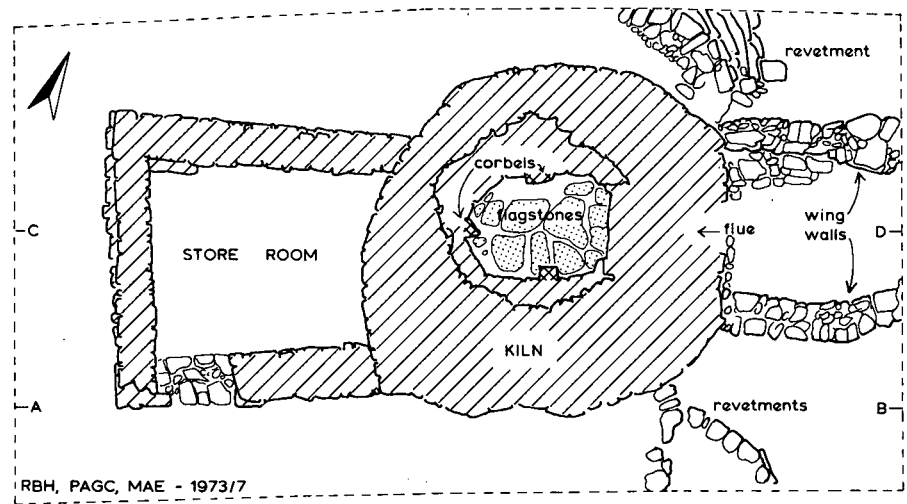 revetment
corbels
flagstones
wing
walls
C
STORE ROOM
flue
D
KILN
A
revetments
B
RBH, PAGC, MAE - 1973/7